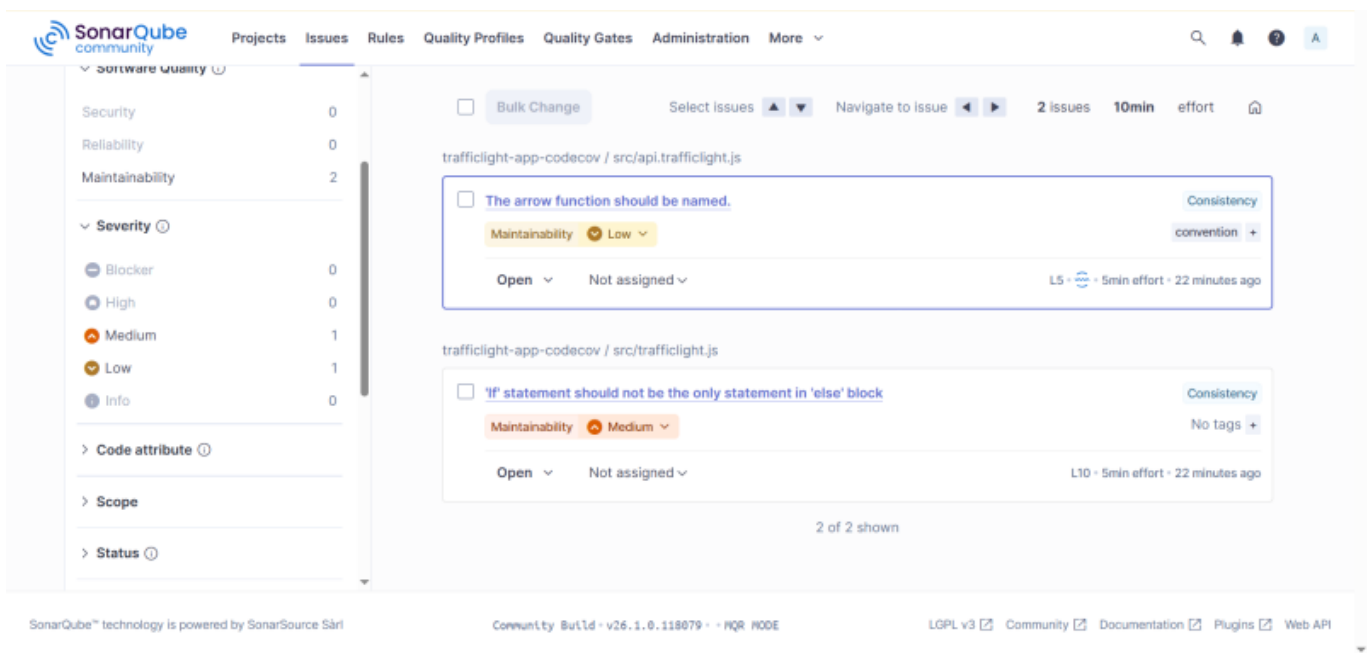 SonarQube community
Projects Issues Rules Quality Profiles Quality Gates Administration More A
Software Quality
Security 0
Reliability 0
Maintainability 2
Severity
Blocker 0
High 0
Medium 1
Low 1
Info 0
Code attribute
Scope
Status
Bulk Change Select issues Navigate to issue 2 issues 10min effort
trafficlight-app-codecov / src/api.trafficlight.js
The arrow function should be named. Consistency
Maintainability Low convention +
Open Not assigned L5 · 5min effort · 22 minutes ago
trafficlight-app-codecov / src/trafficlight.js
'If' statement should not be the only statement in 'else' block Consistency
Maintainability Medium No tags +
Open Not assigned L10 · 5min effort · 22 minutes ago
2 of 2 shown
SonarQube™ technology is powered by SonarSource Sàrl Community Build · v26.1.0.118079 · · MQR MODE LGPL v3 Community Documentation Plugins Web API